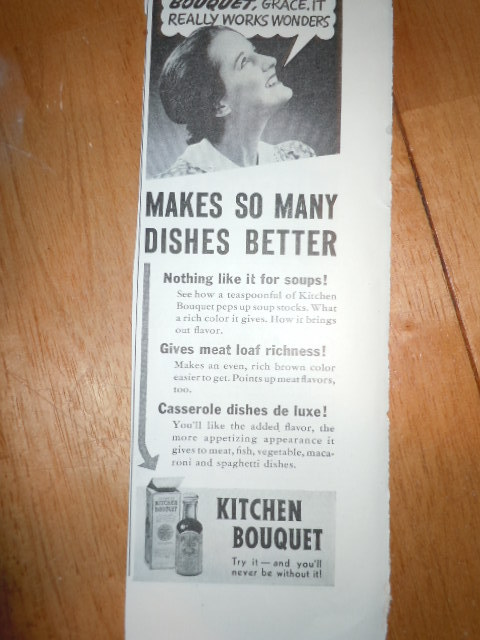 BOUQUET, GRACE. IT
REALLY WORKS WONDERS
MAKES SO MANY
DISHES BETTER
Nothing like it for soups!
See how a teaspoonful of Kitchen
Bouquet peps up soup stocks. What
a rich color it gives. How it brings
out flavor.
Gives meat loaf richness!
Makes an even, rich brown color
easier to get. Points up meat flavors,
too.
Casserole dishes de luxe!
You'll like the added flavor, the
more appetizing appearance it
gives to meat, fish, vegetable, maca-
roni and spaghetti dishes.
KITCHEN
BOUQUET
KITCHEN
BOUQUET
Try it—and you'll
never be without it!